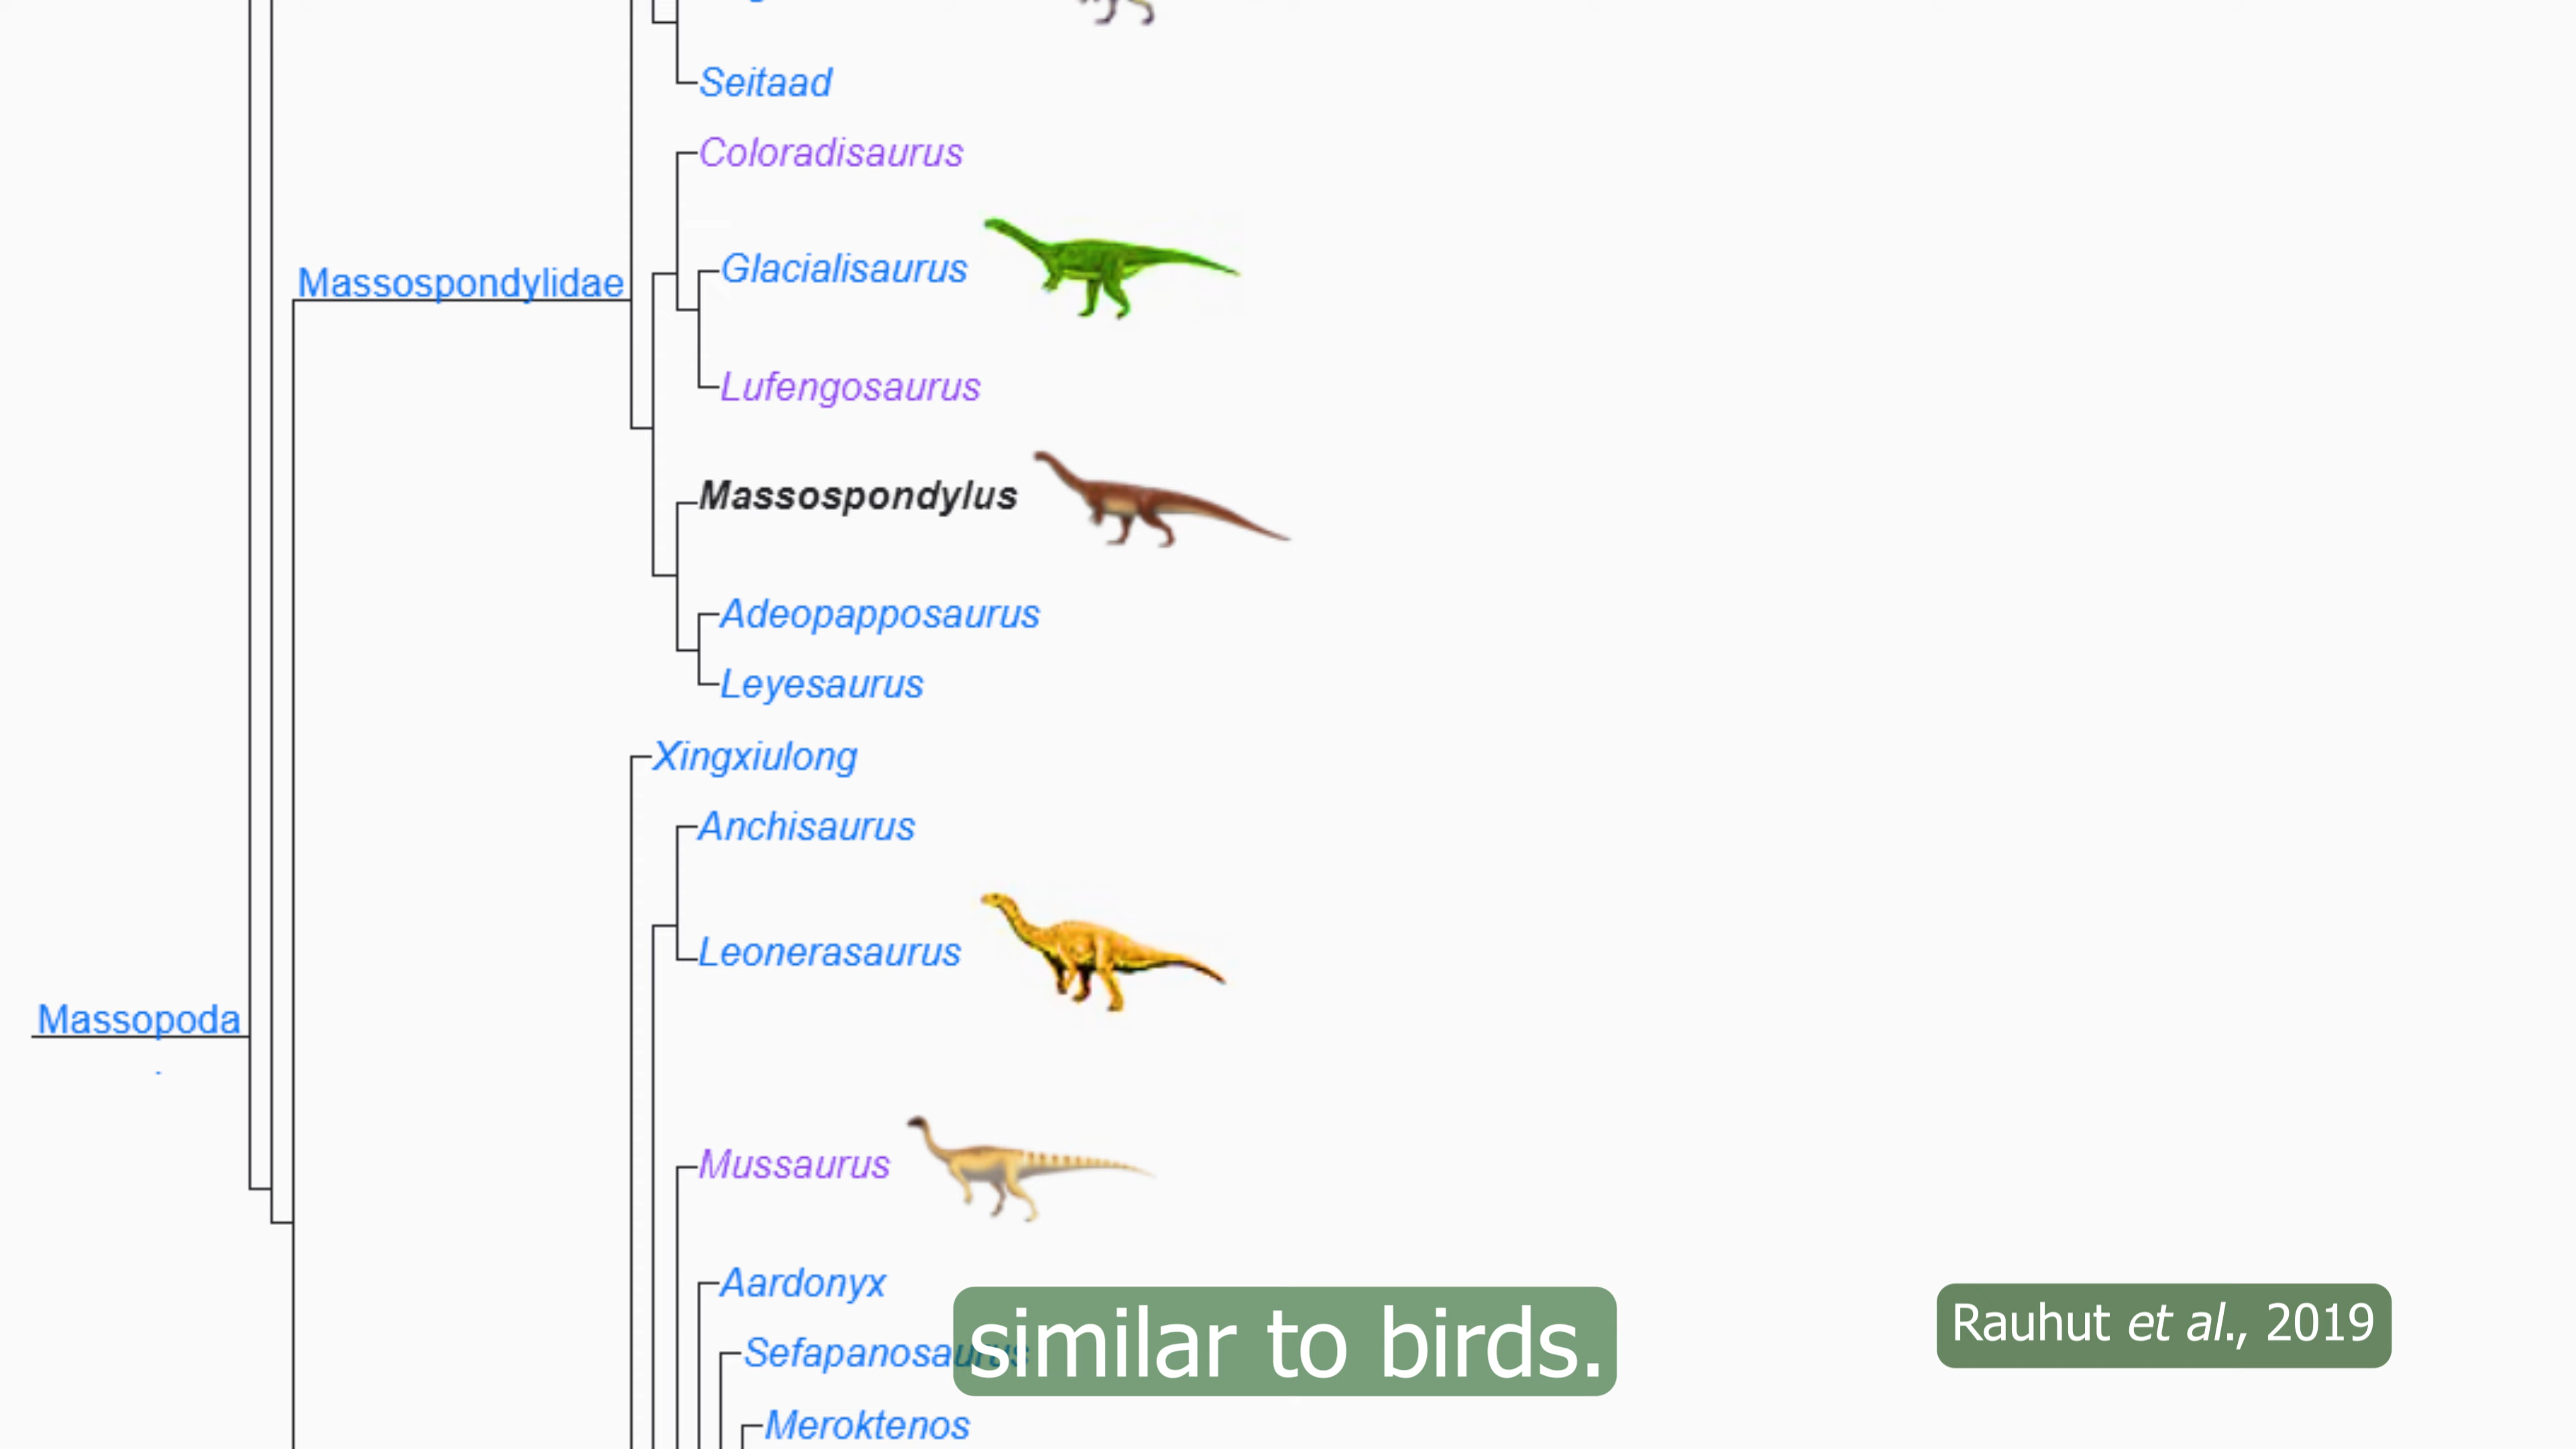 Seitaad
Coloradisaurus
Glacialisaurus
Massospondylidae
Lufengosaurus
Massospondylus
Adeopapposaurus
Leyesaurus
Xingxiulong
Anchisaurus
Leonerasaurus
Massopoda
Mussaurus
Aardonyx
Sefapanosaurus
similar to birds.
Rauhut et al., 2019
Meroktenos